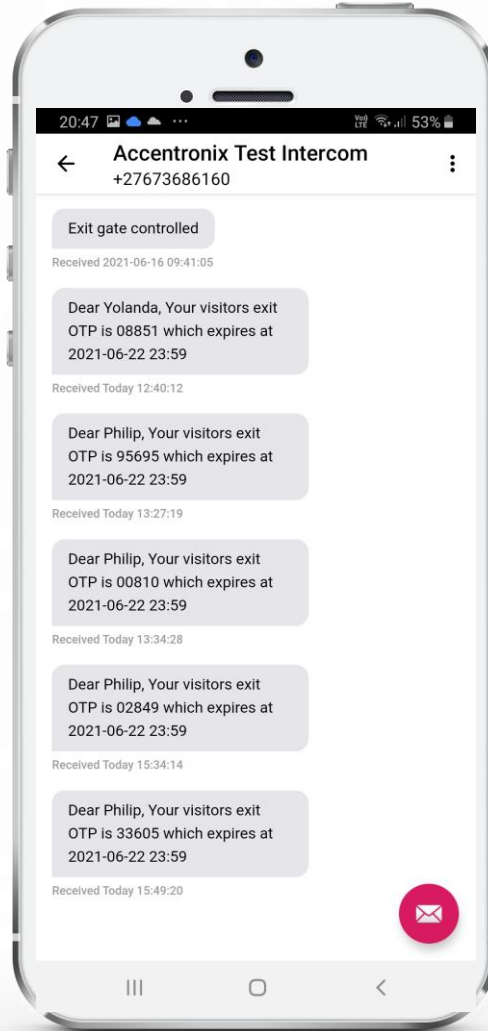 20:47 ... Vo) LTE 53%
Accentronix Test Intercom
+27673686160
Exit gate controlled
Received 2021-06-16 09:41:05
Dear Yolanda, Your visitors exit
OTP is 08851 which expires at
2021-06-22 23:59
Received Today 12:40:12
Dear Philip, Your visitors exit
OTP is 95695 which expires at
2021-06-22 23:59
Received Today 13:27:19
Dear Philip, Your visitors exit
OTP is 00810 which expires at
2021-06-22 23:59
Received Today 13:34:28
Dear Philip, Your visitors exit
OTP is 02849 which expires at
2021-06-22 23:59
Received Today 15:34:14
Dear Philip, Your visitors exit
OTP is 33605 which expires at
2021-06-22 23:59
Received Today 15:49:20